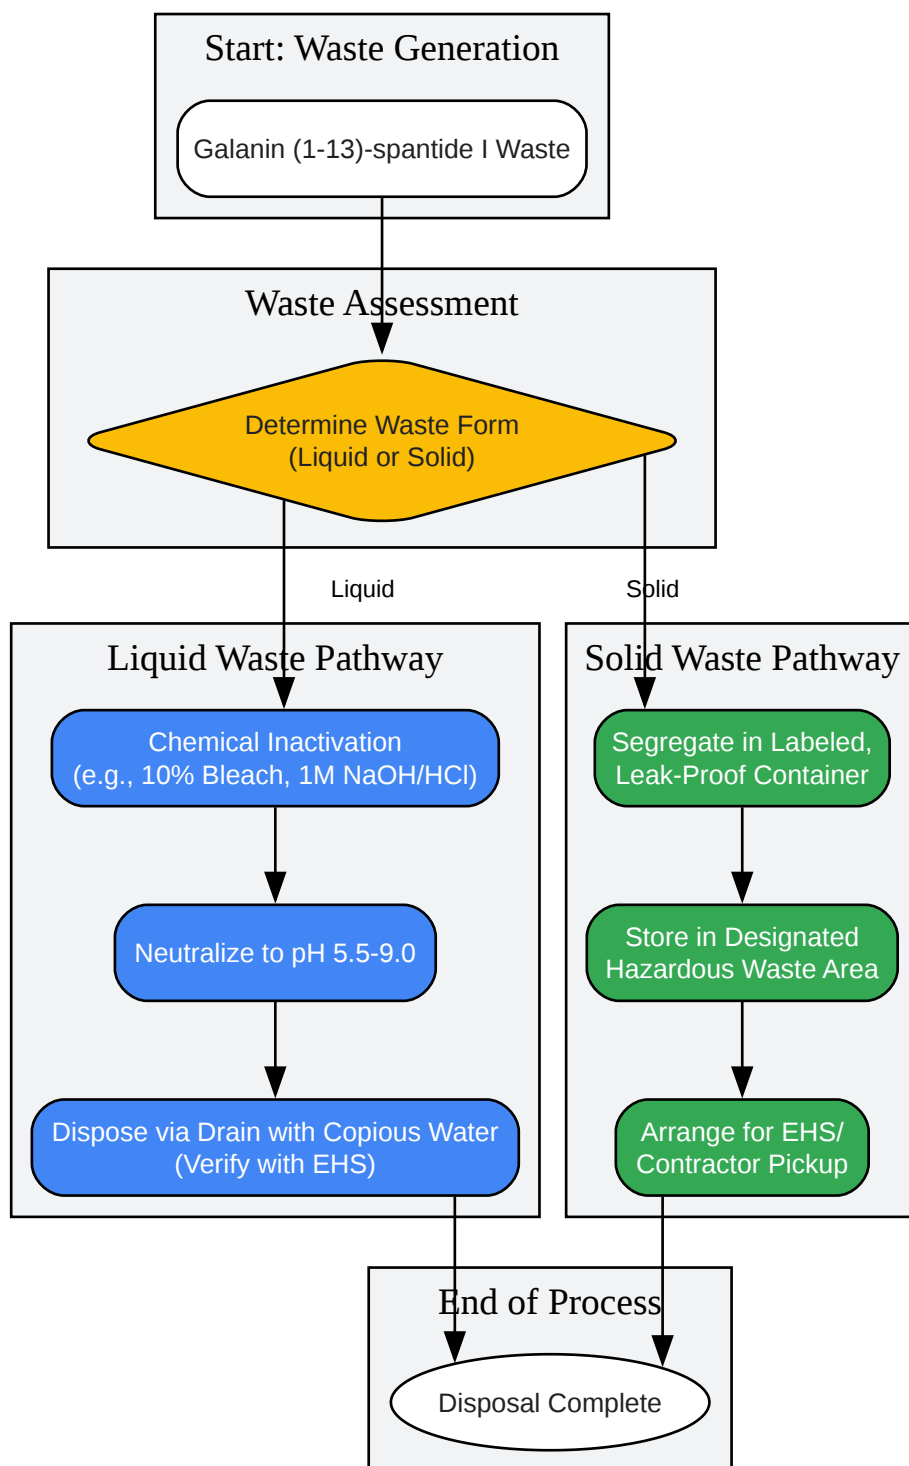 Start: Waste Generation
Galanin (1-13)-spantide I Waste
Waste Assessment
Determine Waste Form
(Liquid or Solid)
Liquid
Solid
Liquid Waste Pathway
Chemical Inactivation
(e.g., 10% Bleach, 1M NaOH/HCl)
Neutralize to pH 5.5-9.0
Dispose via Drain with Copious Water
(Verify with EHS)
Solid Waste Pathway
Segregate in Labeled,
Leak-Proof Container
Store in Designated
Hazardous Waste Area
Arrange for EHS/
Contractor Pickup
End of Process
Disposal Complete